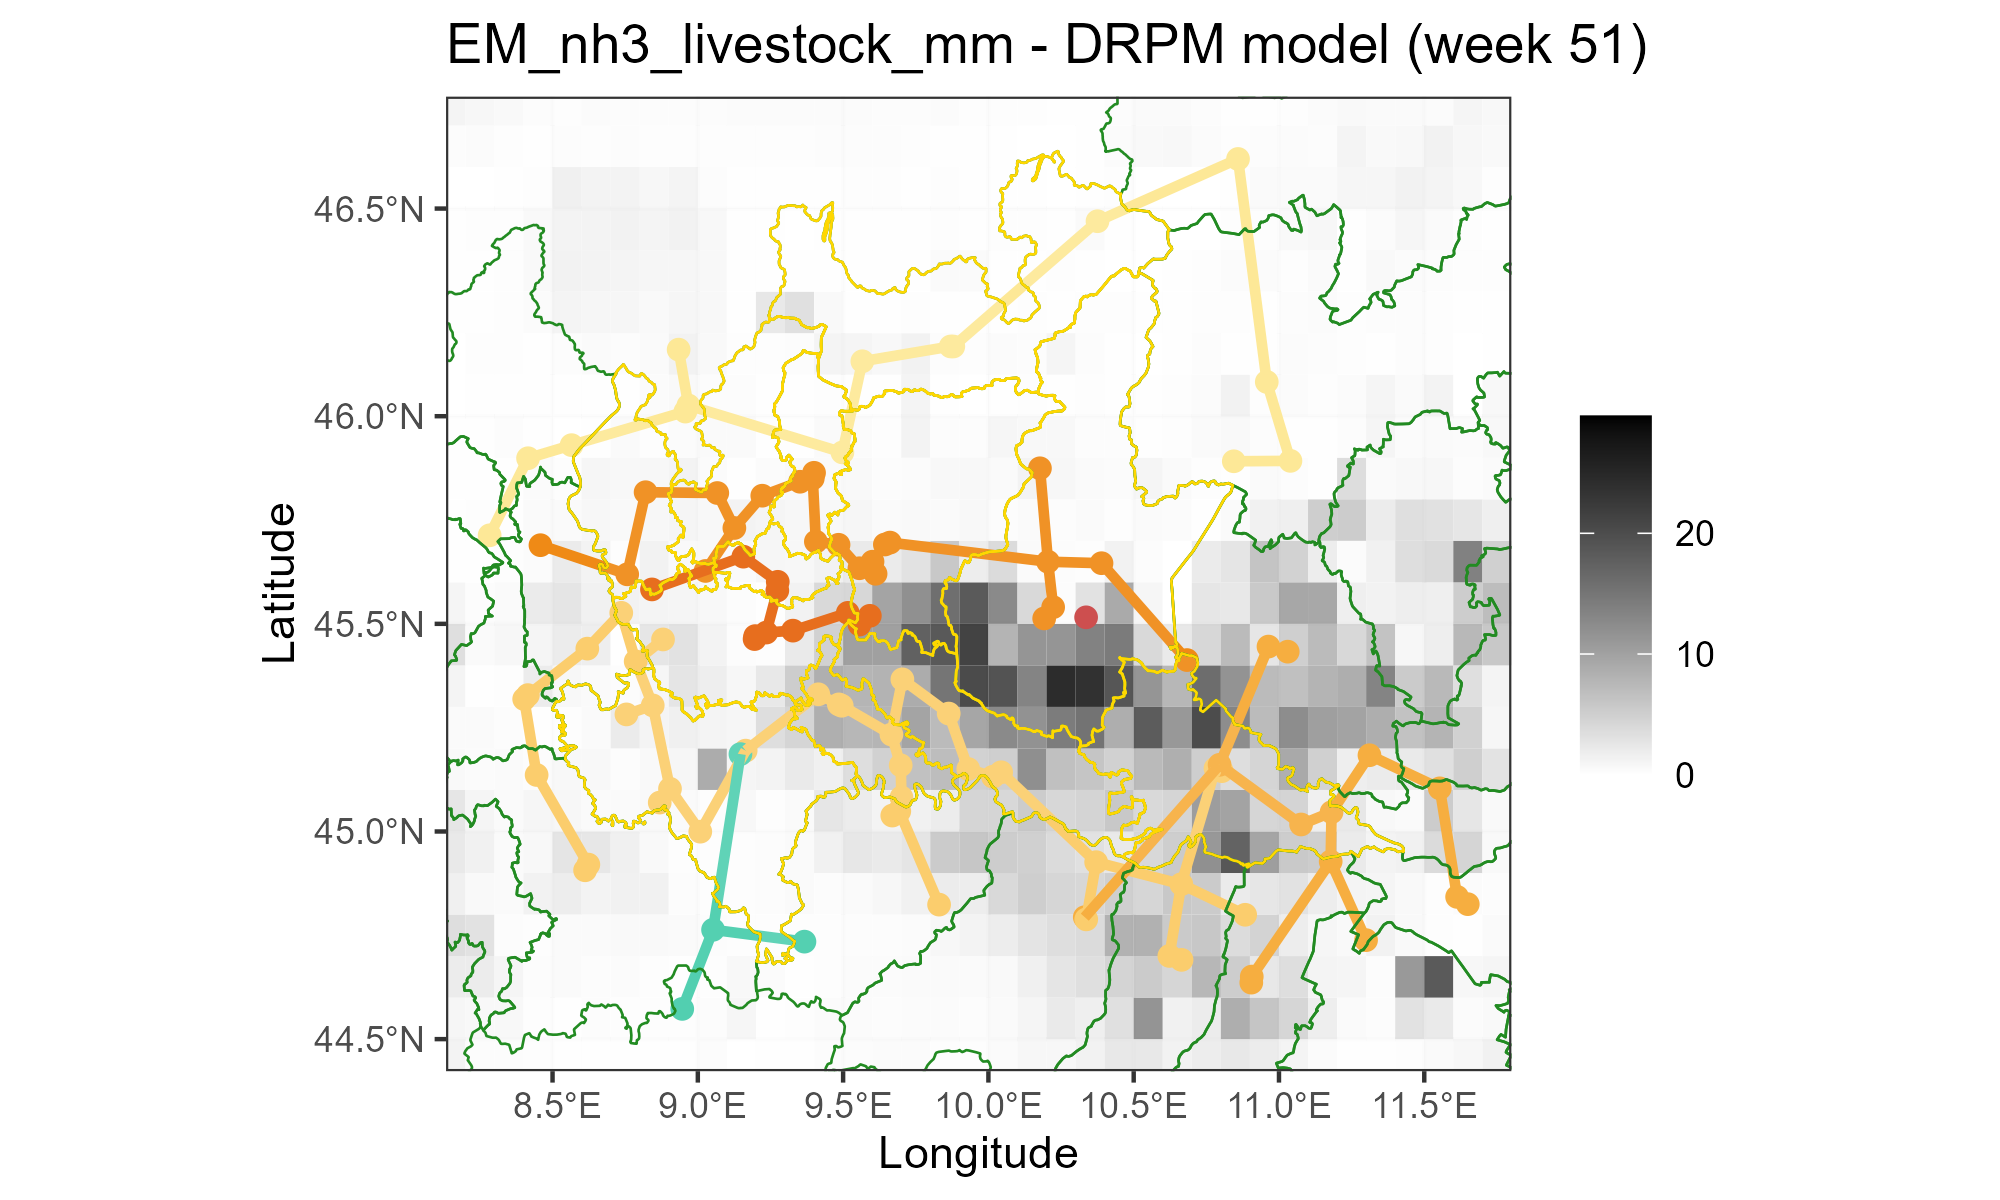 EM_nh3_livestock_mm - DRPM model (week 51)
46.5°N
46.0°N
45.5°N
45.0°N
44.5°N
Latitude
8.5°E
9.0°E
9.5°E
10.0°E
10.5°E
11.0°E
11.5°E
Longitude
20
10
0